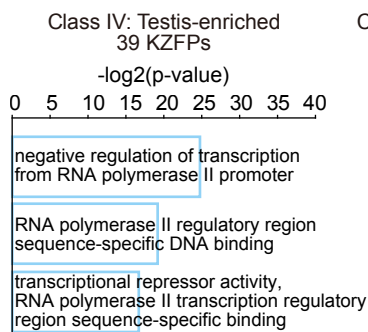 Class IV: Testis-enriched C
39 KZFPs
-log2(p-value)
0 5 10 15 20 25 30 35 40
negative regulation of transcription
from RNA polymerase II promoter
RNA polymerase II regulatory region
sequence-specific DNA binding
transcriptional repressor activity,
RNA polymerase II transcription regulatory
region sequence-specific binding